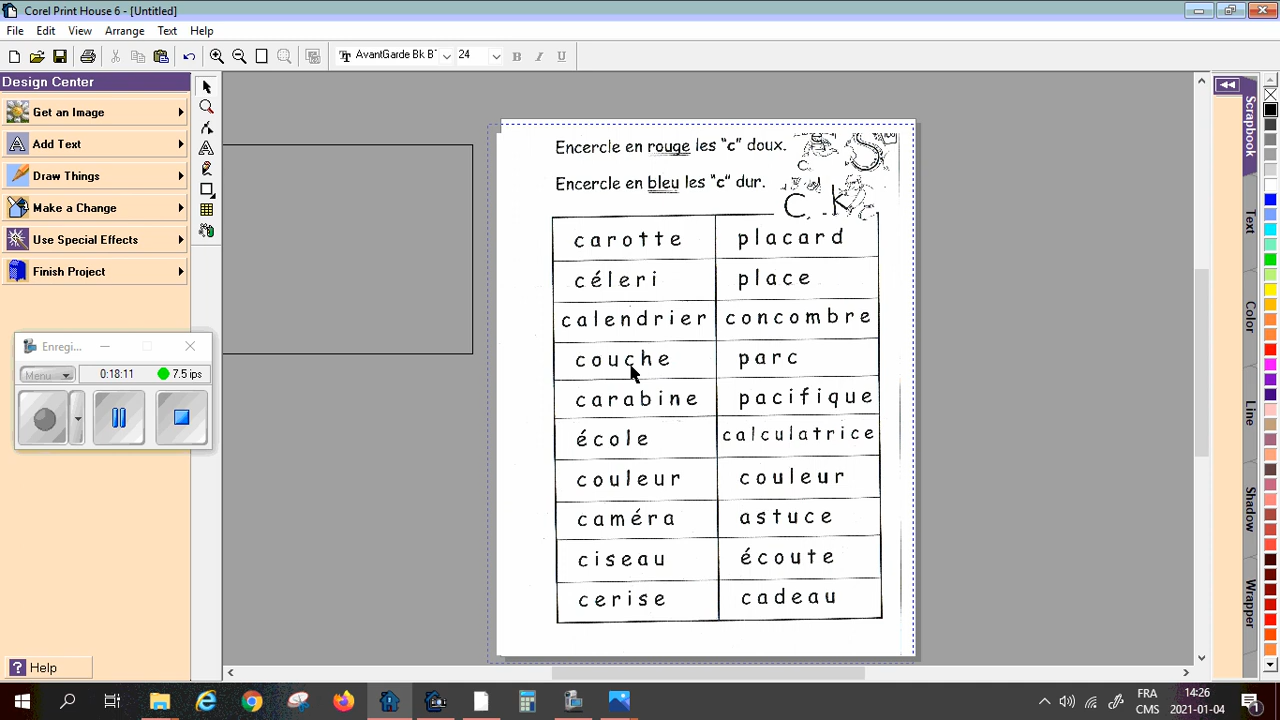 Corel Print House 6 - [Untitled]
File Edit View Arrange Text Help
AvantGarde Bk BT 24 B I U
Design Center
Get an Image
Add Text
Draw Things
Make a Change
Use Special Effects
Finish Project
Enregi...
Menu 0:18:11 7.5 ips
Help
Encercle en rouge les "c" doux.
Encercle en bleu les "c" dur.
C S
C K
carotte placard
céleri place
calendrier concombre
couche parc
carabine pacifique
école calculatrice
couleur couleur
caméra astuce
ciseau écoute
cerise cadeau
Scrapbook
Text
Color
Line
Shadow
Wrapper
FRA
CMS
14:26
2021-01-04
1